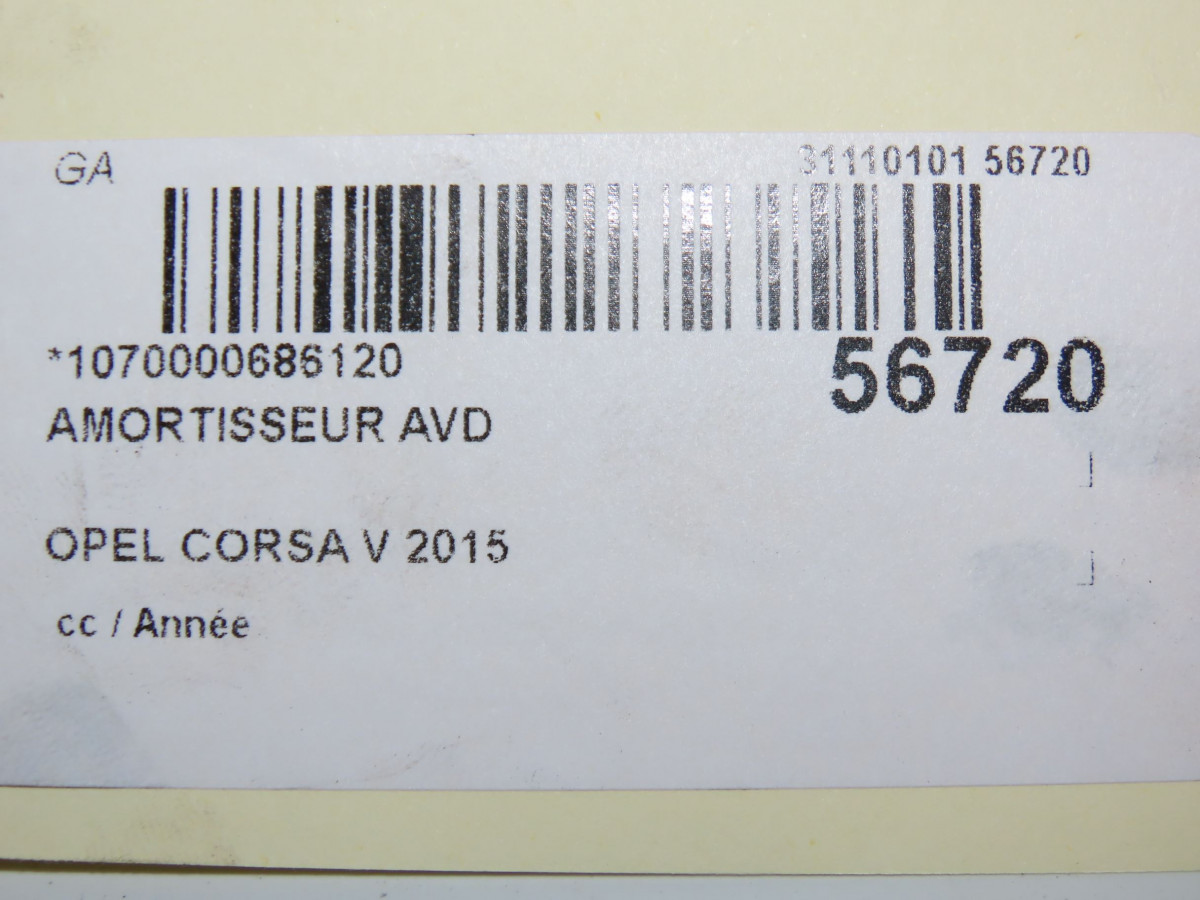 GA
31110101 56720
*1070000686120
56720
AMORTISSEUR AVD
OPEL CORSA V 2015
cc / Année